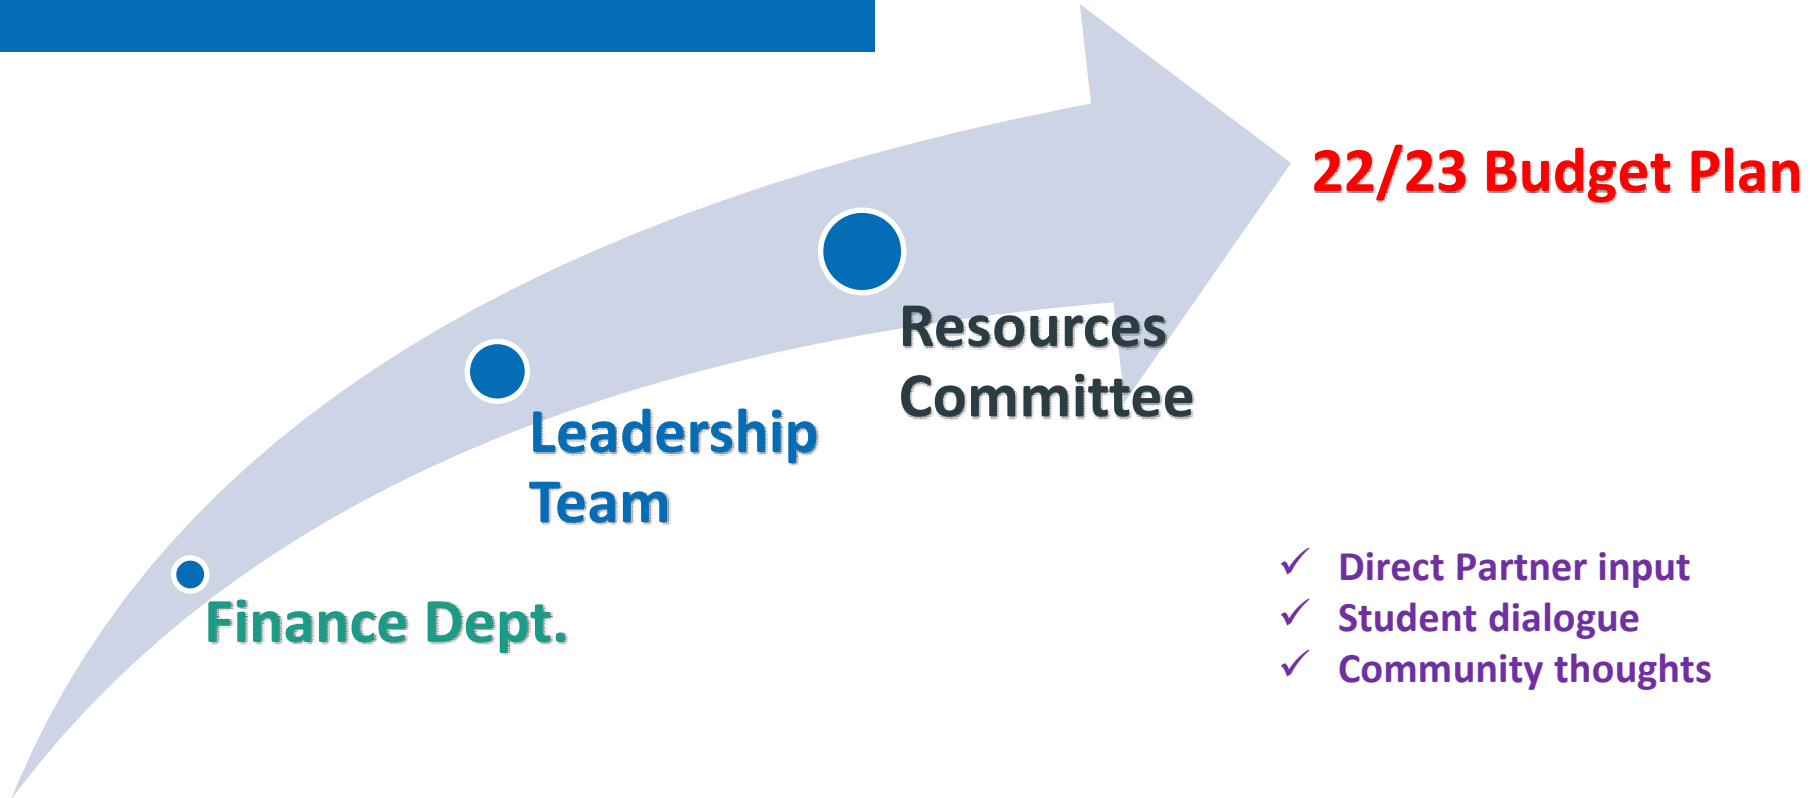 22/23 Budget Plan
Resources
Committee
Leadership
Team
Finance Dept.
✓ Direct Partner input
✓ Student dialogue
✓ Community thoughts